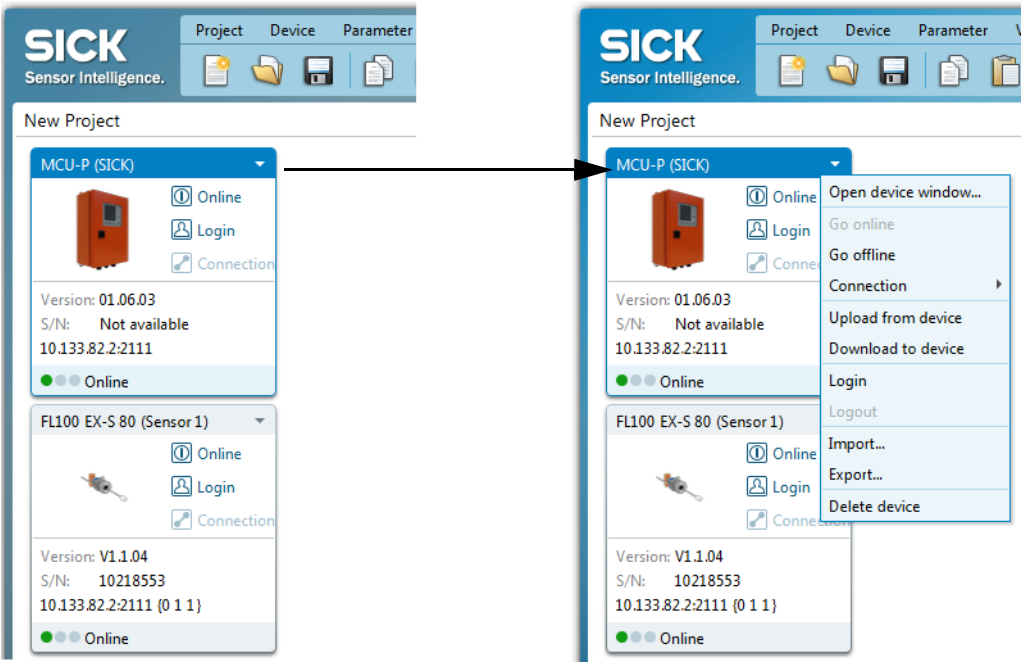 SICK
Sensor Intelligence.
Project Device Parameter
New Project
MCU-P (SICK)
Online
Login
Connection
Version: 01.06.03
S/N: Not available
10.133.82.2:2111
Online
FL100 EX-S 80 (Sensor 1)
Online
Login
Connection
Version: V1.1.04
S/N: 10218553
10.133.82.2:2111 {0 1 1}
Online
SICK
Sensor Intelligence.
Project Device Parameter V
New Project
MCU-P (SICK)
Online
Login
Connec
Version: 01.06.03
S/N: Not available
10.133.82.2:2111
Online
Open device window...
Go online
Go offline
Connection
Upload from device
Download to device
Login
Logout
Import...
Export...
Delete device
FL100 EX-S 80 (Sensor 1)
Online
Login
Connection
Version: V1.1.04
S/N: 10218553
10.133.82.2:2111 {0 1 1}
Online